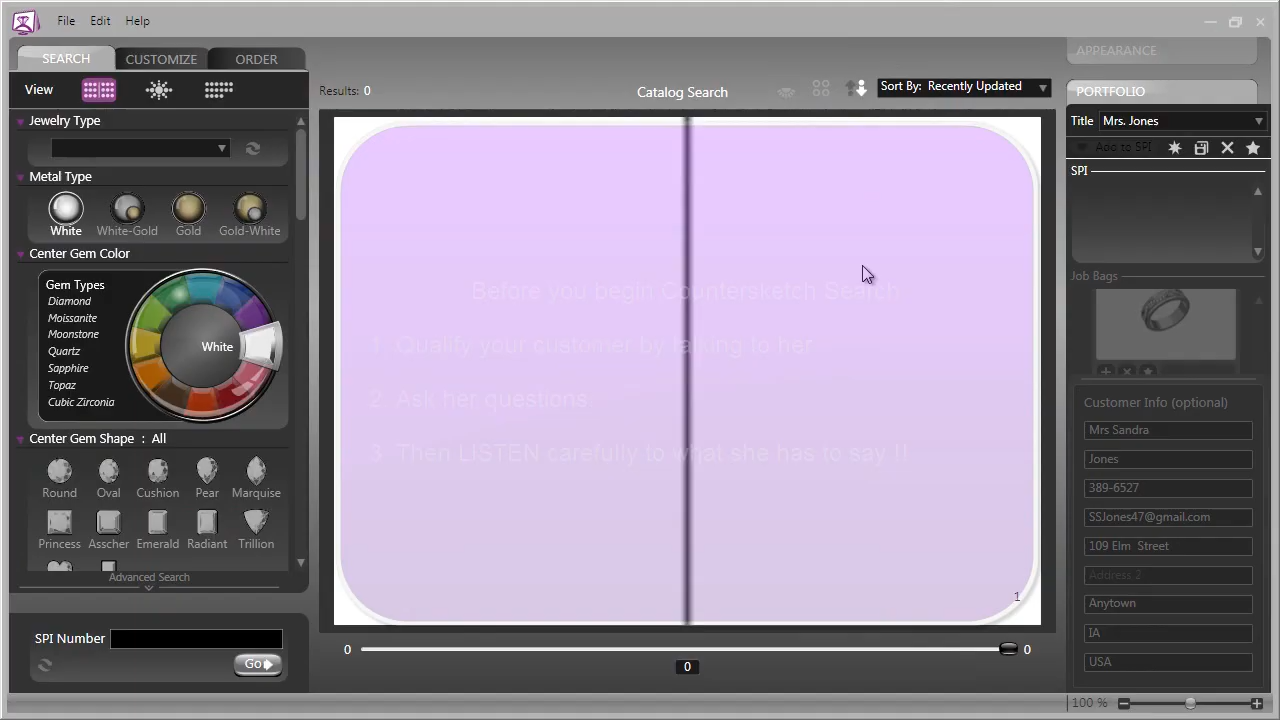 File Edit Help
SEARCH CUSTOMIZE ORDER
View
Jewelry Type
Metal Type
White White-Gold Gold Gold-White
Center Gem Color
Gem Types
Diamond
Moissanite
Moonstone
Quartz
Sapphire
Topaz
Cubic Zirconia
White
Center Gem Shape : All
Round Oval Cushion Pear Marquise
Princess Asscher Emerald Radiant Trillion
Advanced Search
SPI Number
Go
Results: 0
Catalog Search
Sort By: Recently Updated
Before you begin Countersketch Search
1. Qualify your customer by talking to her
2. Ask her questions
3. Then LISTEN carefully to what she has to say !!
1
0 0
0
APPEARANCE
PORTFOLIO
Title Mrs. Jones
Add to SPI
SPI
Job Bags
Customer Info (optional)
Mrs Sandra
Jones
389-6527
SSJones47@gmail.com
109 Elm Street
Address 2
Anytown
IA
USA
100 %